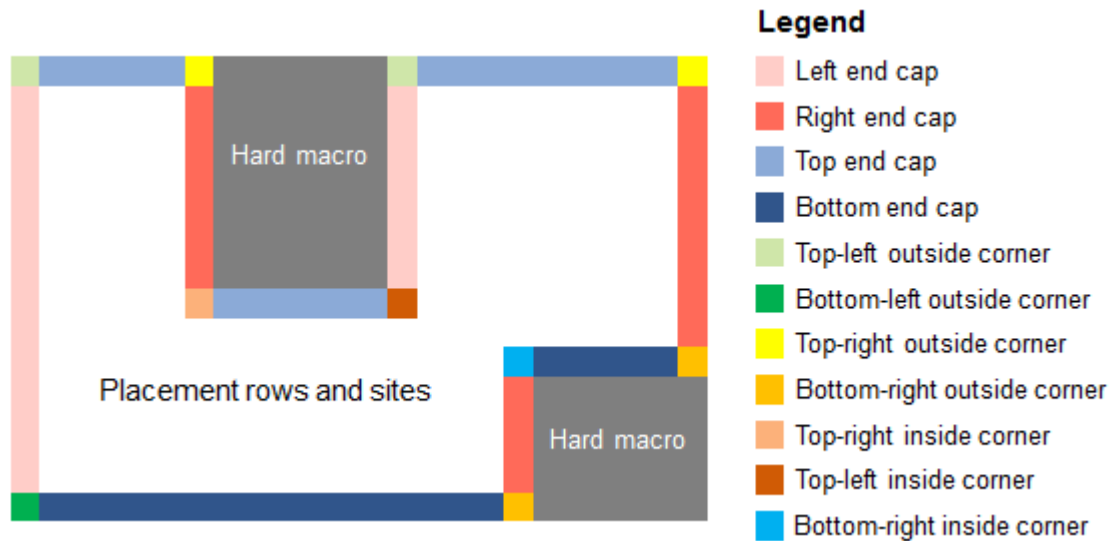 Legend
Left end cap
Right end cap
Top end cap
Bottom end cap
Top-left outside corner
Bottom-left outside corner
Top-right outside corner
Bottom-right outside corner
Top-right inside corner
Top-left inside corner
Bottom-right inside corner
Hard macro
Placement rows and sites
Hard macro